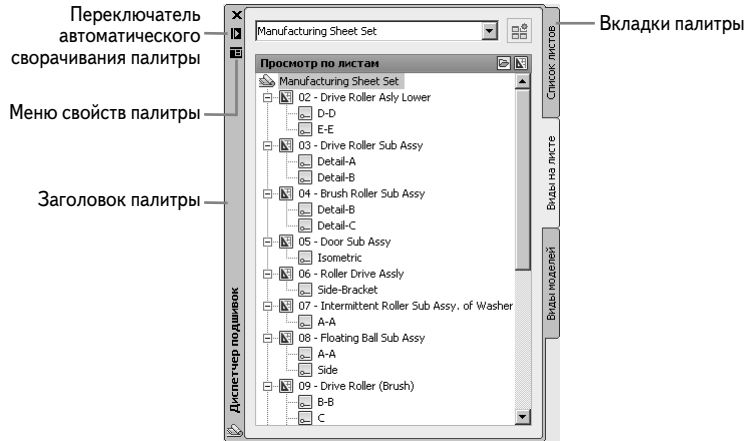 Переключатель
автоматического
сворачивания палитры
Меню свойств палитры
Заголовок палитры
Вкладки палитры
Manufacturing Sheet Set
Просмотр по листам
Manufacturing Sheet Set
02 - Drive Roller Asly Lower
D-D
E-E
03 - Drive Roller Sub Assy
Detail-A
Detail-B
04 - Brush Roller Sub Assy
Detail-B
Detail-C
05 - Door Sub Assy
Isometric
06 - Roller Drive Assly
Side-Bracket
07 - Intermittent Roller Sub Assy. of Washer
A-A
08 - Floating Ball Sub Assy
A-A
Side
09 - Drive Roller (Brush)
B-B
C
Список листов
Виды на листе
Виды моделей
Диспетчер подшивок